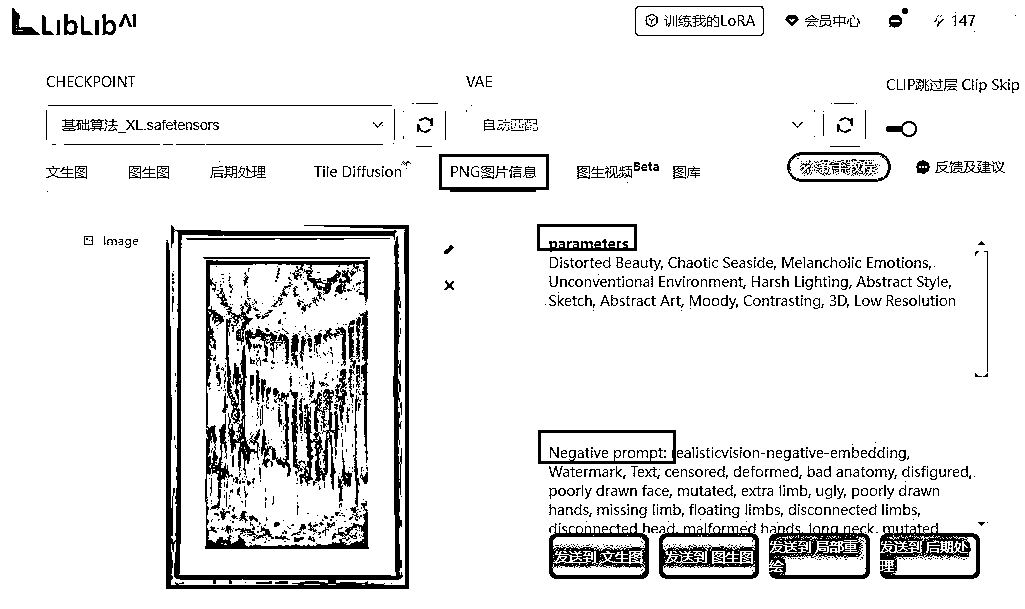 LibLib AI
训练我的LoRA
会员中心
147
CHECKPOINT
VAE
CLIP跳过层 Clip Skip
基础算法_XL.safetensors
自动匹配
文生图
图生图
后期处理
Tile Diffusion
PNG图片信息
图生视频Beta
图库
反馈及建议
Image
parameters
Distorted Beauty, Chaotic Seaside, Melancholic Emotions,
Unconventional Environment, Harsh Lighting, Abstract Style,
Sketch, Abstract Art, Moody, Contrasting, 3D, Low Resolution
Negative prompt: realisticvision-negative-embedding,
Watermark, Text, censored, deformed, bad anatomy, disfigured,
poorly drawn face, mutated, extra limb, ugly, poorly drawn
hands, missing limb, floating limbs, disconnected limbs,
disconnected head, malformed hands, long neck, mutated
发送到 文生图
发送到 图生图
发送到 局部重
绘
发送到 后期处
理